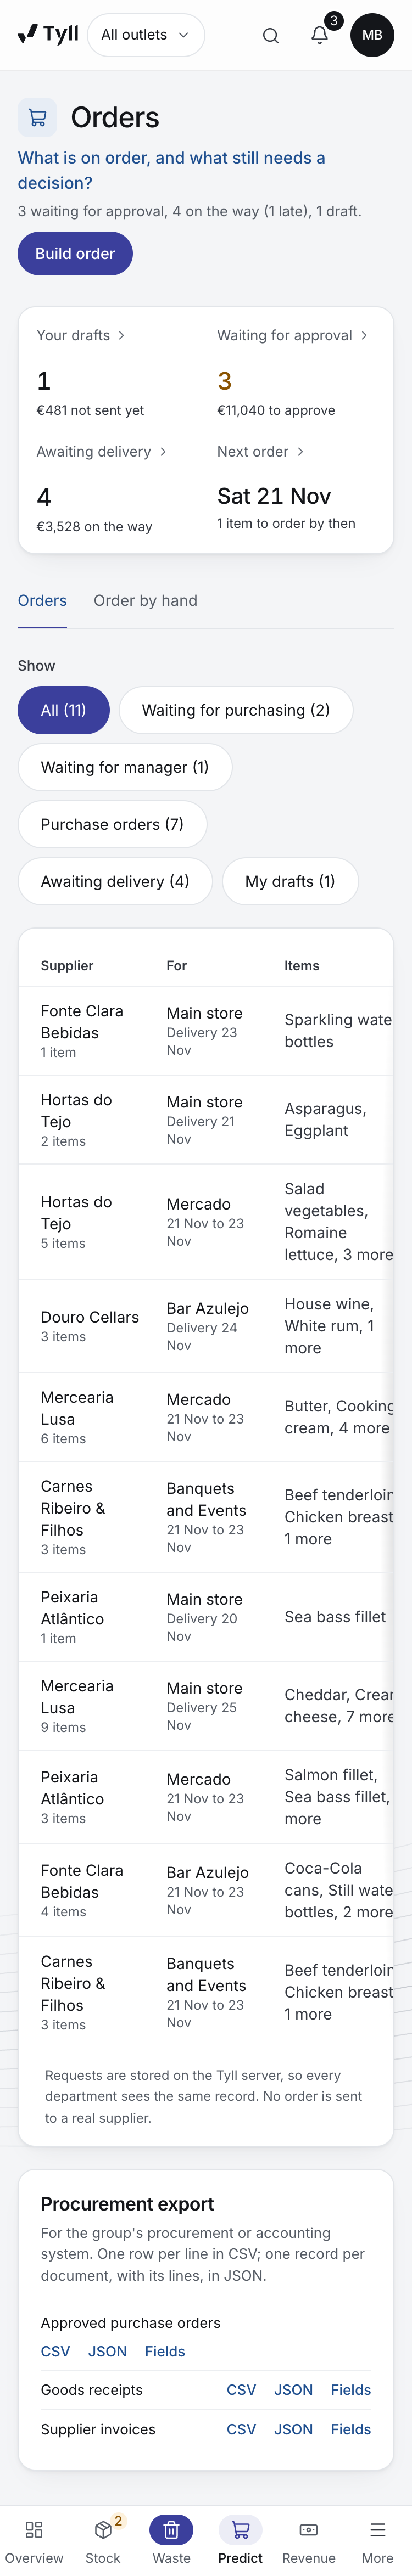 Tyll
All outlets
3
MB
Orders
What is on order, and what still needs a
decision?
3 waiting for approval, 4 on the way (1 late), 1 draft.
Build order
Your drafts
Waiting for approval
1
3
€481 not sent yet
€11,040 to approve
Awaiting delivery
Next order
4
Sat 21 Nov
€3,528 on the way
1 item to order by then
Orders
Order by hand
Show
All (11)
Waiting for purchasing (2)
Waiting for manager (1)
Purchase orders (7)
Awaiting delivery (4)
My drafts (1)
Supplier
For
Items
Fonte Clara
Bebidas
1 item
Main store
Delivery 23
Nov
Sparkling wate
bottles
Hortas do
Tejo
2 items
Main store
Delivery 21
Nov
Asparagus,
Eggplant
Hortas do
Tejo
5 items
Mercado
21 Nov to 23
Nov
Salad
vegetables,
Romaine
lettuce, 3 more
Douro Cellars
3 items
Bar Azulejo
Delivery 24
Nov
House wine,
White rum, 1
more
Mercearia
Lusa
6 items
Mercado
21 Nov to 23
Nov
Butter, Cooking
cream, 4 more
Carnes
Ribeiro &
Filhos
3 items
Banquets
and Events
21 Nov to 23
Nov
Beef tenderloin
Chicken breast
1 more
Peixaria
Atlântico
1 item
Main store
Delivery 20
Nov
Sea bass fillet
Mercearia
Lusa
9 items
Main store
Delivery 25
Nov
Cheddar, Crear
cheese, 7 more
Peixaria
Atlântico
3 items
Mercado
21 Nov to 23
Nov
Salmon fillet,
Sea bass fillet,
more
Fonte Clara
Bebidas
4 items
Bar Azulejo
21 Nov to 23
Nov
Coca-Cola
cans, Still wate
bottles, 2 more
Carnes
Ribeiro &
Filhos
3 items
Banquets
and Events
21 Nov to 23
Nov
Beef tenderloin
Chicken breast
1 more
Requests are stored on the Tyll server, so every
department sees the same record. No order is sent
to a real supplier.
Procurement export
For the group's procurement or accounting
system. One row per line in CSV; one record per
document, with its lines, in JSON.
Approved purchase orders
CSV JSON Fields
Goods receipts CSV JSON Fields
Supplier invoices CSV JSON Fields
2
Overview Stock Waste Predict Revenue More